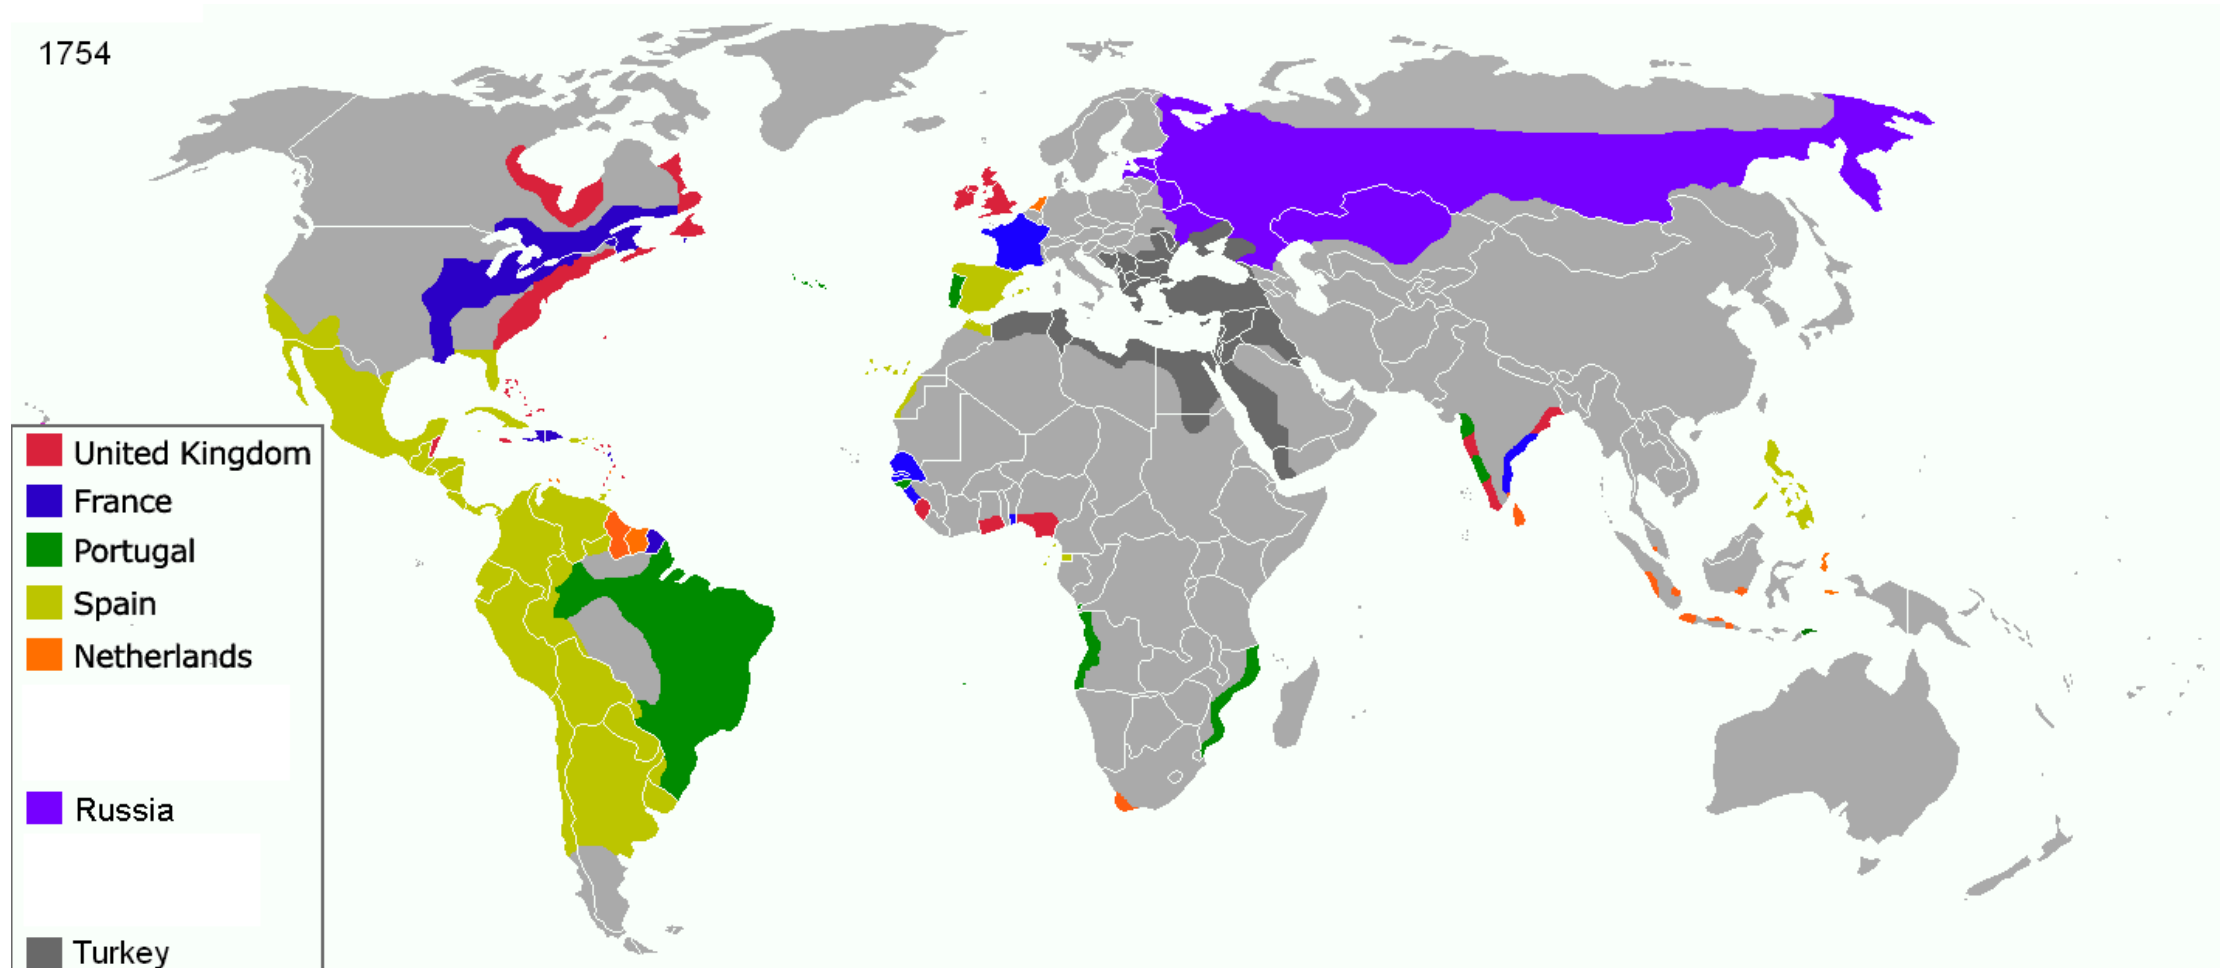 1754
United Kingdom
France
Portugal
Spain
Netherlands
Russia
Turkey